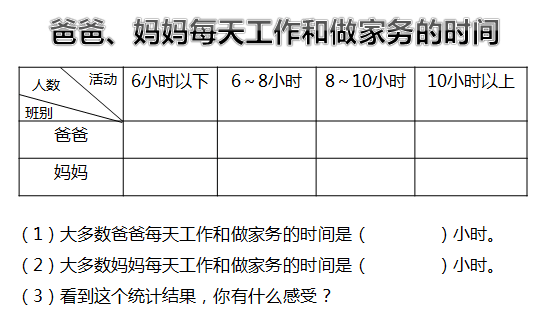 爸爸、妈妈每天工作和做家务的时间
人数 活动 6小时以下 6～8小时 8～10小时 10小时以上
班别
爸爸
妈妈
（1）大多数爸爸每天工作和做家务的时间是（ ）小时。
（2）大多数妈妈每天工作和做家务的时间是（ ）小时。
（3）看到这个统计结果，你有什么感受？